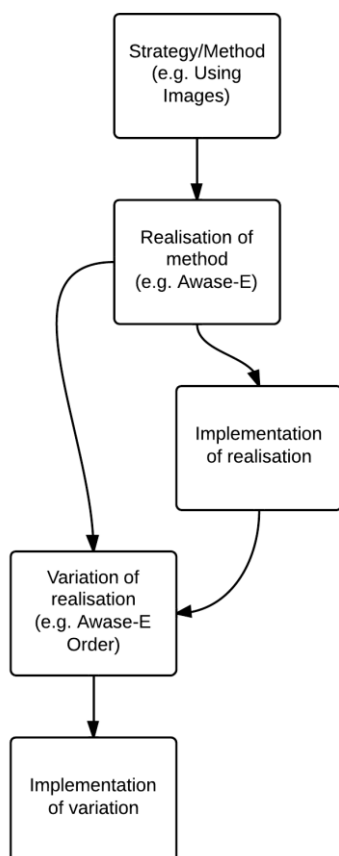 Strategy/Method
(e.g. Using
Images)
Realisation of
method
(e.g. Awase-E)
Implementation
of realisation
Variation of
realisation
(e.g. Awase-E
Order)
Implementation
of variation